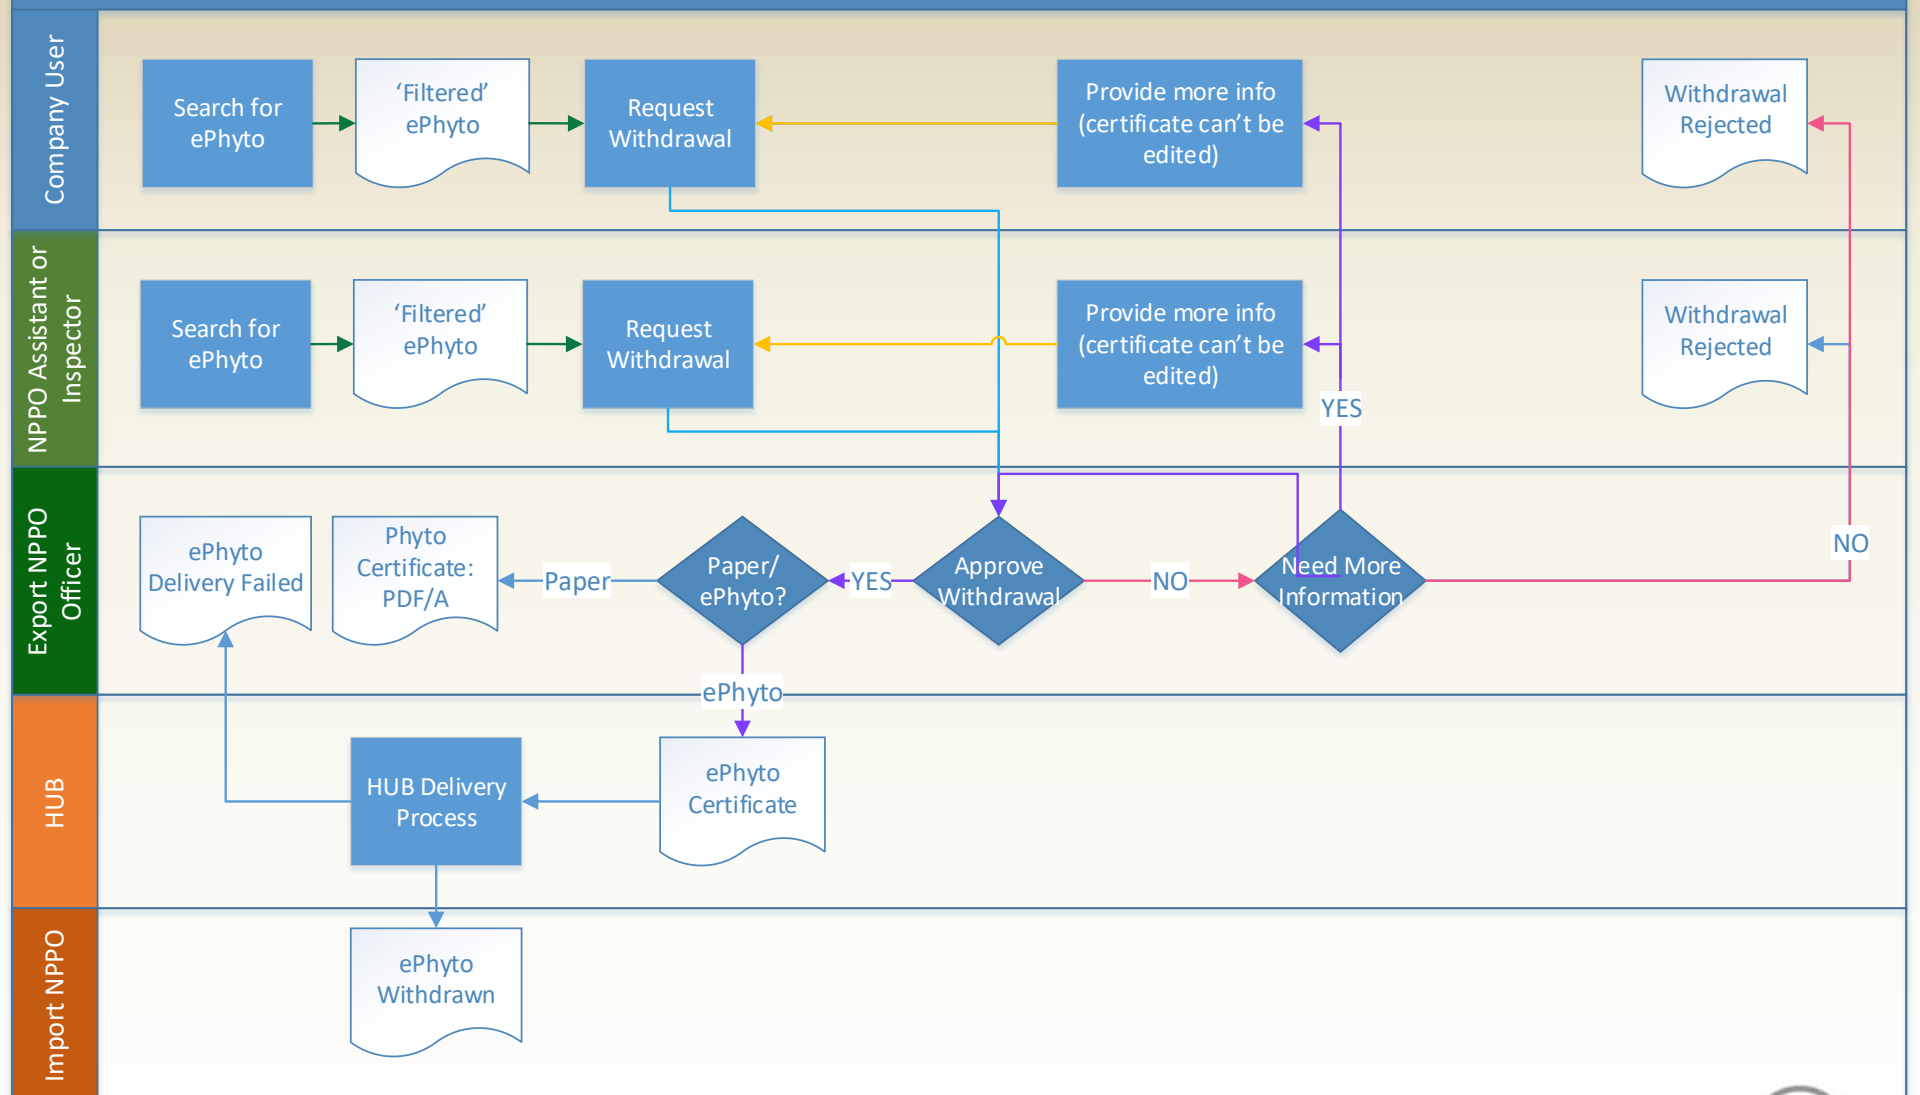 Company User
Search for
ePhyto
‘Filtered’
ePhyto
Request
Withdrawal
Provide more info
(certificate can’t be
edited)
Withdrawal
Rejected
NPPO Assistant or
Inspector
Search for
ePhyto
‘Filtered’
ePhyto
Request
Withdrawal
Provide more info
(certificate can’t be
edited)
Withdrawal
Rejected
YES
Export NPPO
Officer
ePhyto
Delivery Failed
Phyto
Certificate:
PDF/A
Paper
Paper/
ePhyto?
YES
Approve
Withdrawal
NO
Need More
Information
NO
ePhyto
HUB
HUB Delivery
Process
ePhyto
Certificate
Import NPPO
ePhyto
Withdrawn